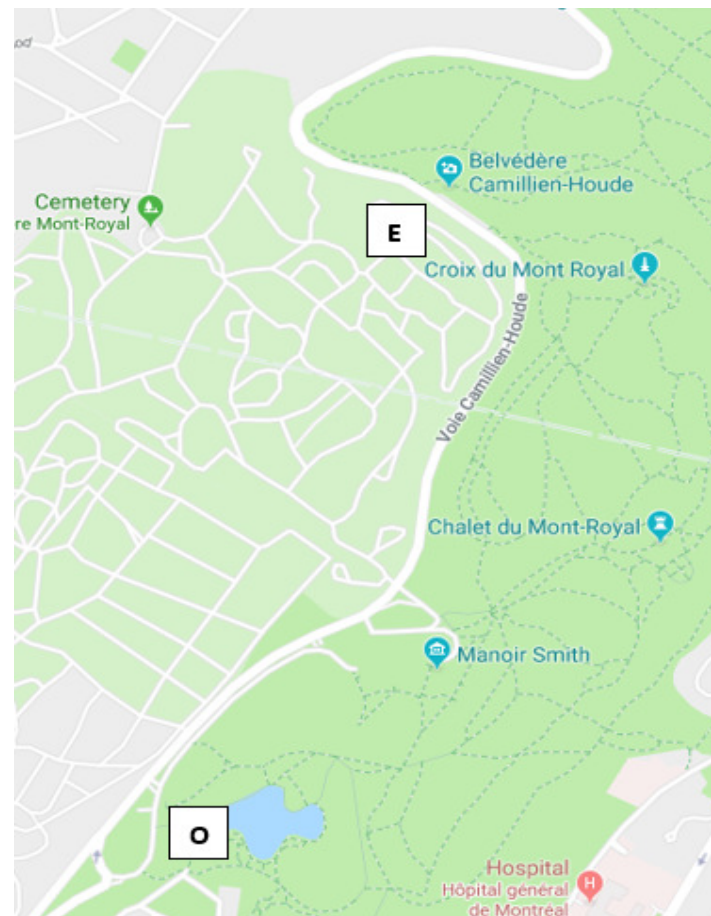 Belvédère
Camillien-Houde
Cemetery
re Mont-Royal
E
Croix du Mont Royal
Voie Camillien-Houde
Chalet du Mont-Royal
Manoir Smith
O
Hospital
Hôpital général
de Montréal
H